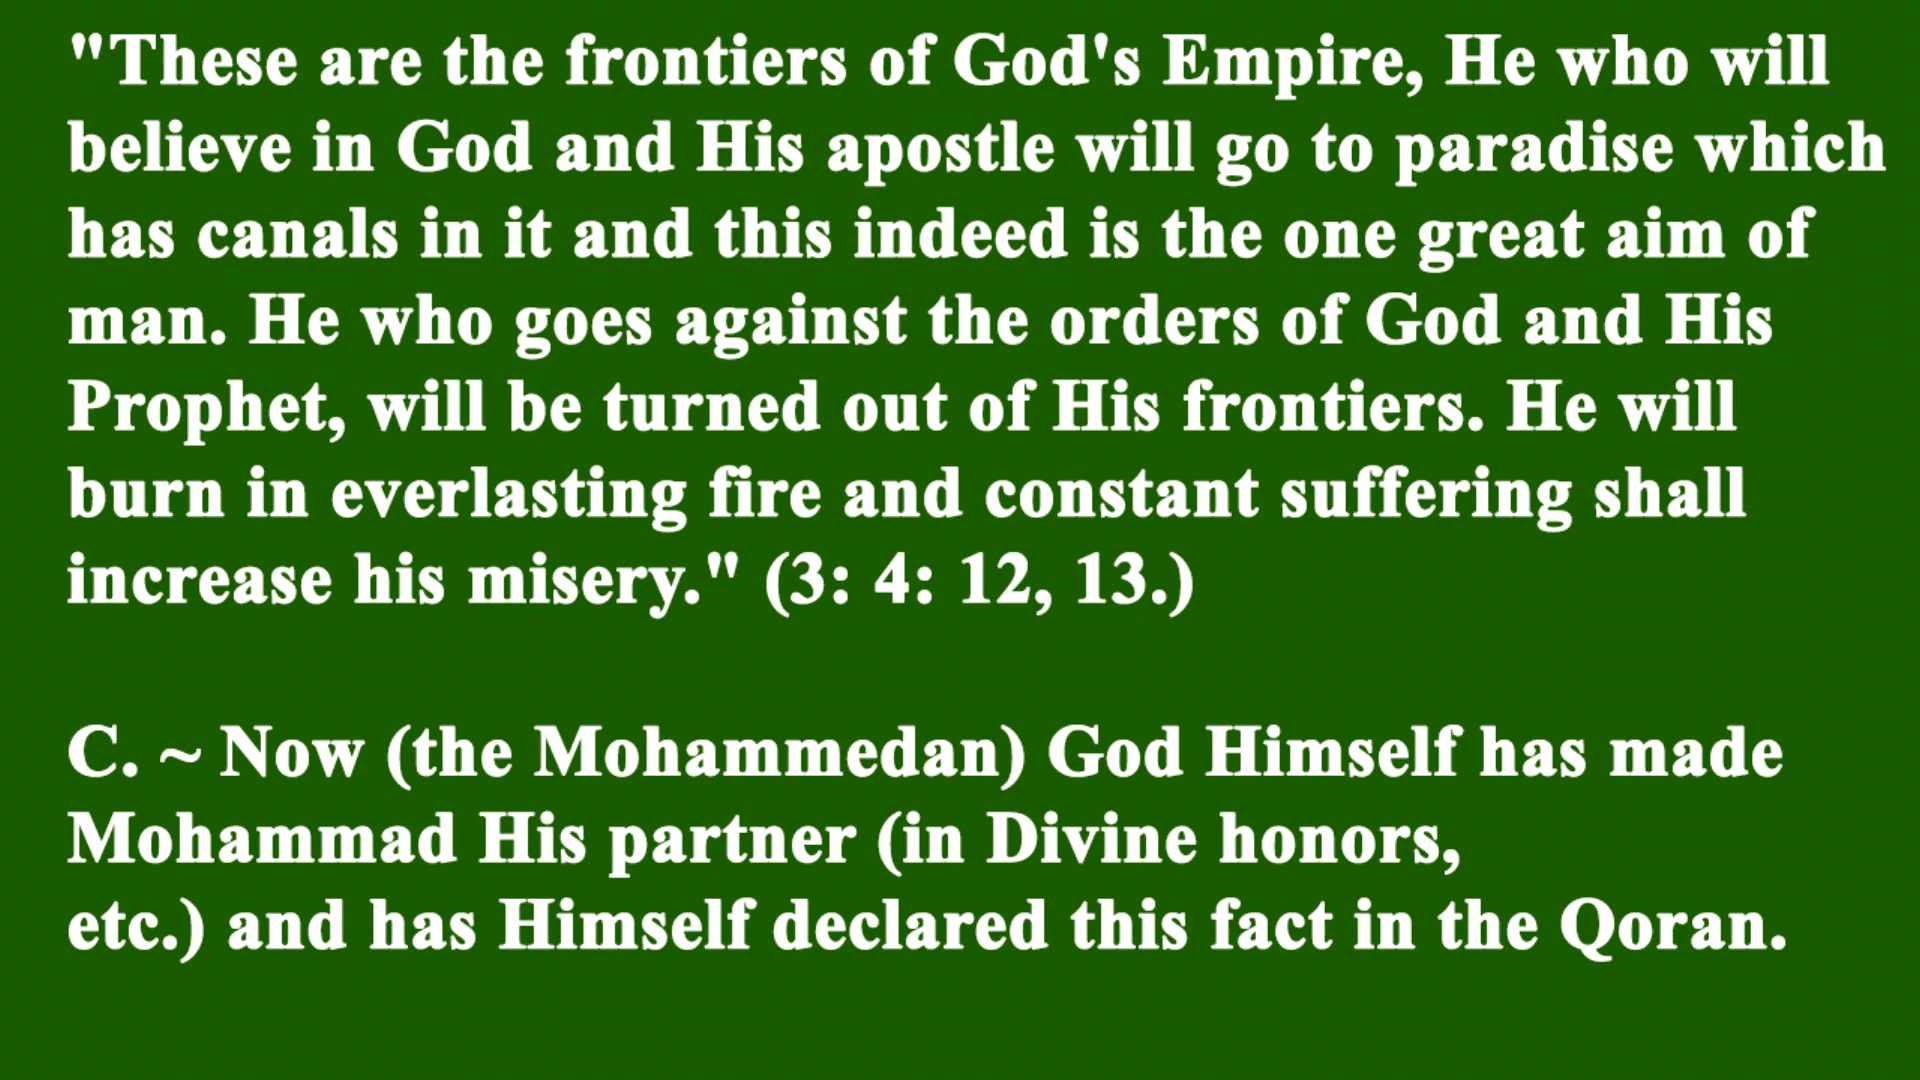 "These are the frontiers of God's Empire, He who will
believe in God and His apostle will go to paradise which
has canals in it and this indeed is the one great aim of
man. He who goes against the orders of God and His
Prophet, will be turned out of His frontiers. He will
burn in everlasting fire and constant suffering shall
increase his misery." (3: 4: 12, 13.)
C. ~ Now (the Mohammedan) God Himself has made
Mohammad His partner (in Divine honors,
etc.) and has Himself declared this fact in the Qoran.